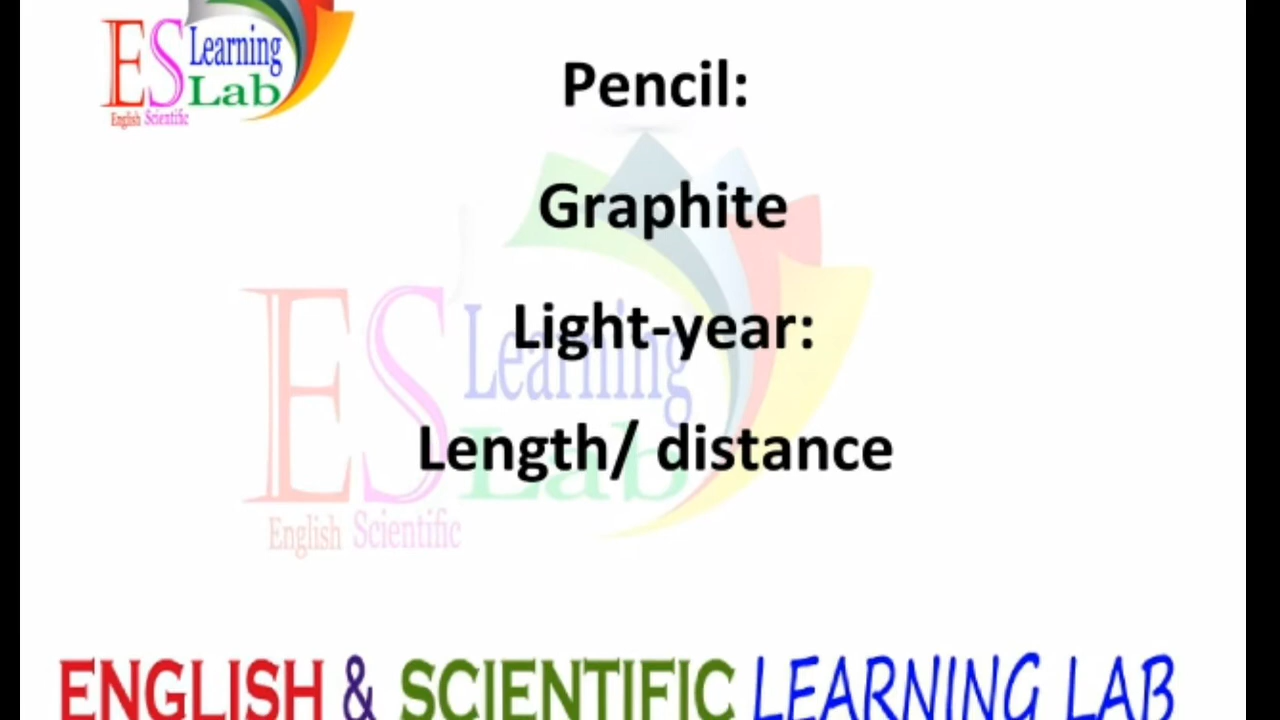 ES Learning
Lab
English Scientific
Pencil:
Graphite
Light-year:
Length/ distance
ES Learning
Lab
English Scientific
ENGLISH & SCIENTIFIC LEARNING LAB